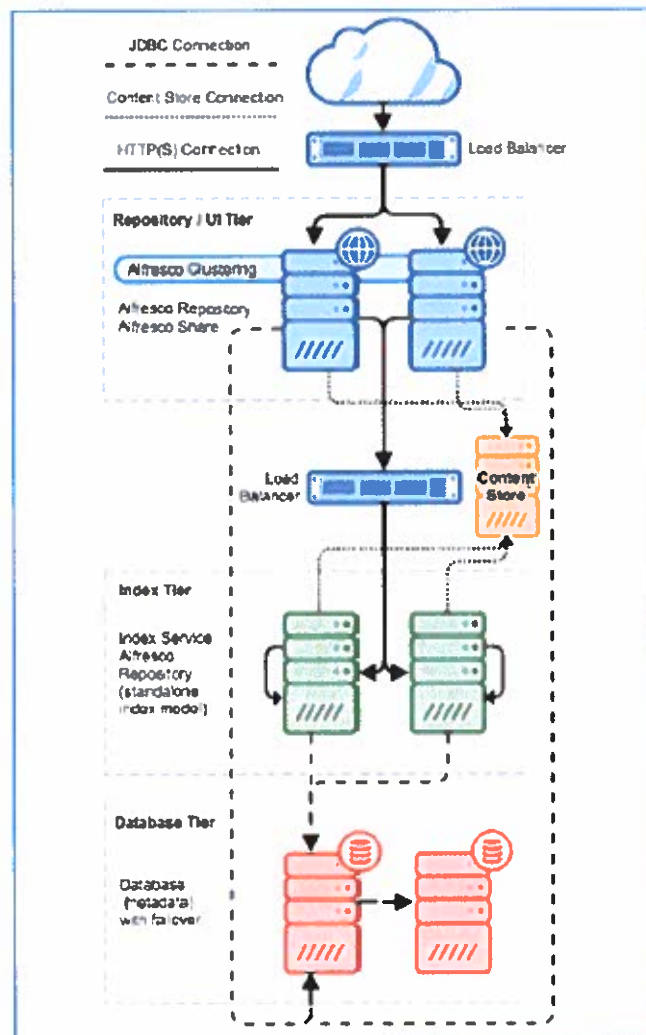 JDBC Connection
Content Store Connection
HTTP(S) Connection
Load Balancer
Repository / UI Tier
Alfresco Clustering
Alfresco Repository
Alfresco Share
Load
Balancer
Content
Store
Index Tier
Index Service
Alfresco
Repository
(standalone
index model)
Database Tier
Database
(metadata)
with failover